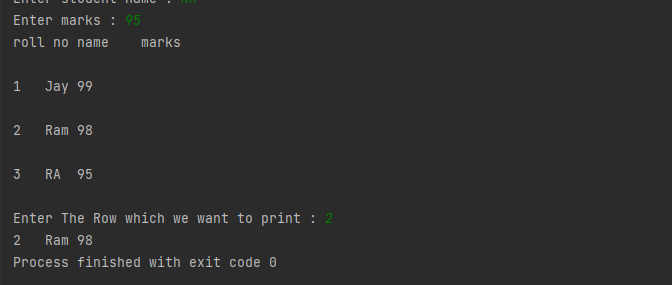 Enter student name : RA
Enter marks : 95
roll no name    marks
1   Jay 99
2   Ram 98
3   RA  95
Enter The Row which we want to print : 2
2   Ram 98
Process finished with exit code 0